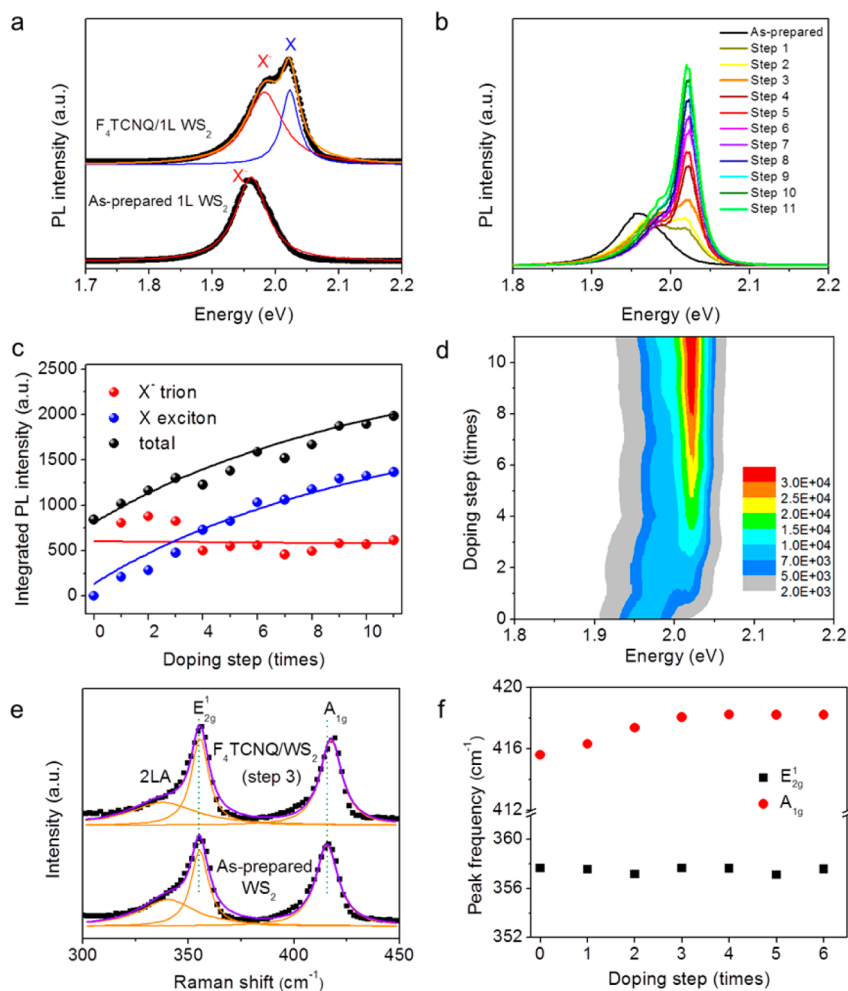 a
X⁻
X
F₄TCNQ/1L WS₂
X⁻
As-prepared 1L WS₂
PL intensity (a.u.)
1.7 1.8 1.9 2.0 2.1 2.2
Energy (eV)
b
As-prepared
Step 1
Step 2
Step 3
Step 4
Step 5
Step 6
Step 7
Step 8
Step 9
Step 10
Step 11
PL intensity (a.u.)
1.8 1.9 2.0 2.1 2.2
Energy (eV)
c
2500
2000
1500
1000
500
0
Integrated PL intensity (a.u.)
X⁻ trion
X exciton
total
0 2 4 6 8 10
Doping step (times)
d
10
8
6
4
2
0
Doping step (times)
3.0E+04
2.5E+04
2.0E+04
1.5E+04
1.0E+04
7.0E+03
5.0E+03
2.0E+03
1.8 1.9 2.0 2.1 2.2
Energy (eV)
e
E¹₂g
A₁g
F₄TCNQ/WS₂
(step 3)
2LA
As-prepared
WS₂
Intensity (a.u.)
300 350 400 450
Raman shift (cm⁻¹)
f
420
416
412
357
352
Peak frequency (cm⁻¹)
E¹₂g
A₁g
0 1 2 3 4 5 6
Doping step (times)